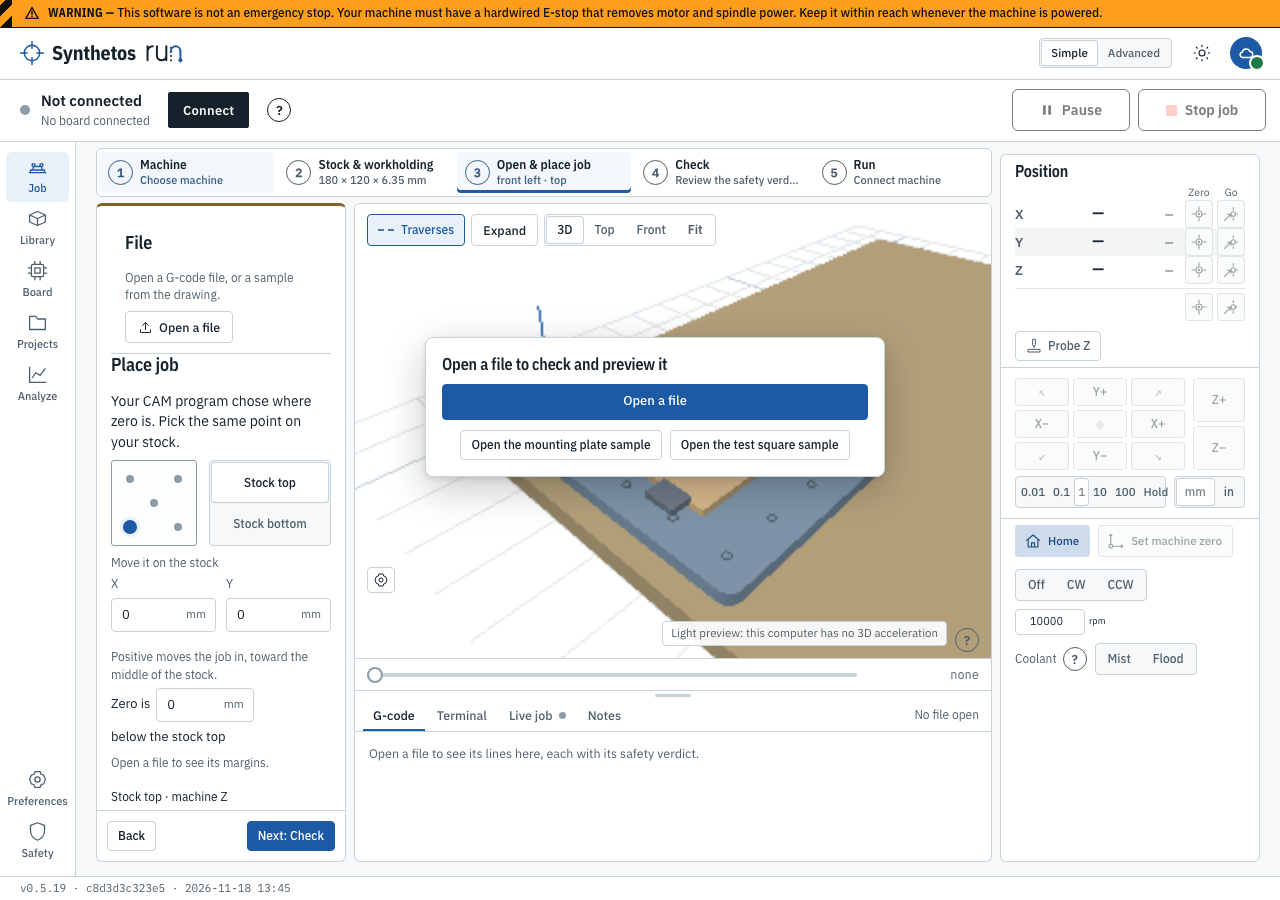 WARNING — This software is not an emergency stop. Your machine must have a hardwired E-stop that removes motor and spindle power. Keep it within reach whenever the machine is powered.
Synthetos run
Simple Advanced
Not connected
No board connected
Connect
?
Pause
Stop job
Job
Library
Board
Projects
Analyze
Preferences
Safety
1 Machine
Choose machine
2 Stock & workholding
180 × 120 × 6.35 mm
3 Open & place job
front left · top
4 Check
Review the safety verd...
5 Run
Connect machine
File
Open a G-code file, or a sample
from the drawing.
Open a file
Place job
Your CAM program chose where
zero is. Pick the same point on
your stock.
Stock top
Stock bottom
Move it on the stock
X Y
0 mm 0 mm
Positive moves the job in, toward the
middle of the stock.
Zero is 0 mm
below the stock top
Open a file to see its margins.
Stock top · machine Z
Back Next: Check
Traverses Expand 3D Top Front Fit
Open a file to check and preview it
Open a file
Open the mounting plate sample Open the test square sample
Light preview: this computer has no 3D acceleration
?
none
G-code Terminal Live job Notes No file open
Open a file to see its lines here, each with its safety verdict.
Position
Zero Go
X — –
Y — –
Z — –
Probe Z
↖ Y+ ↗ Z+
X− X+
↙ Y− ↘ Z−
0.01 0.1 1 10 100 Hold mm in
Home Set machine zero
Off CW CCW
10000 rpm
Coolant ? Mist Flood
v0.5.19 · c8d3d3c323e5 · 2026-11-18 13:45